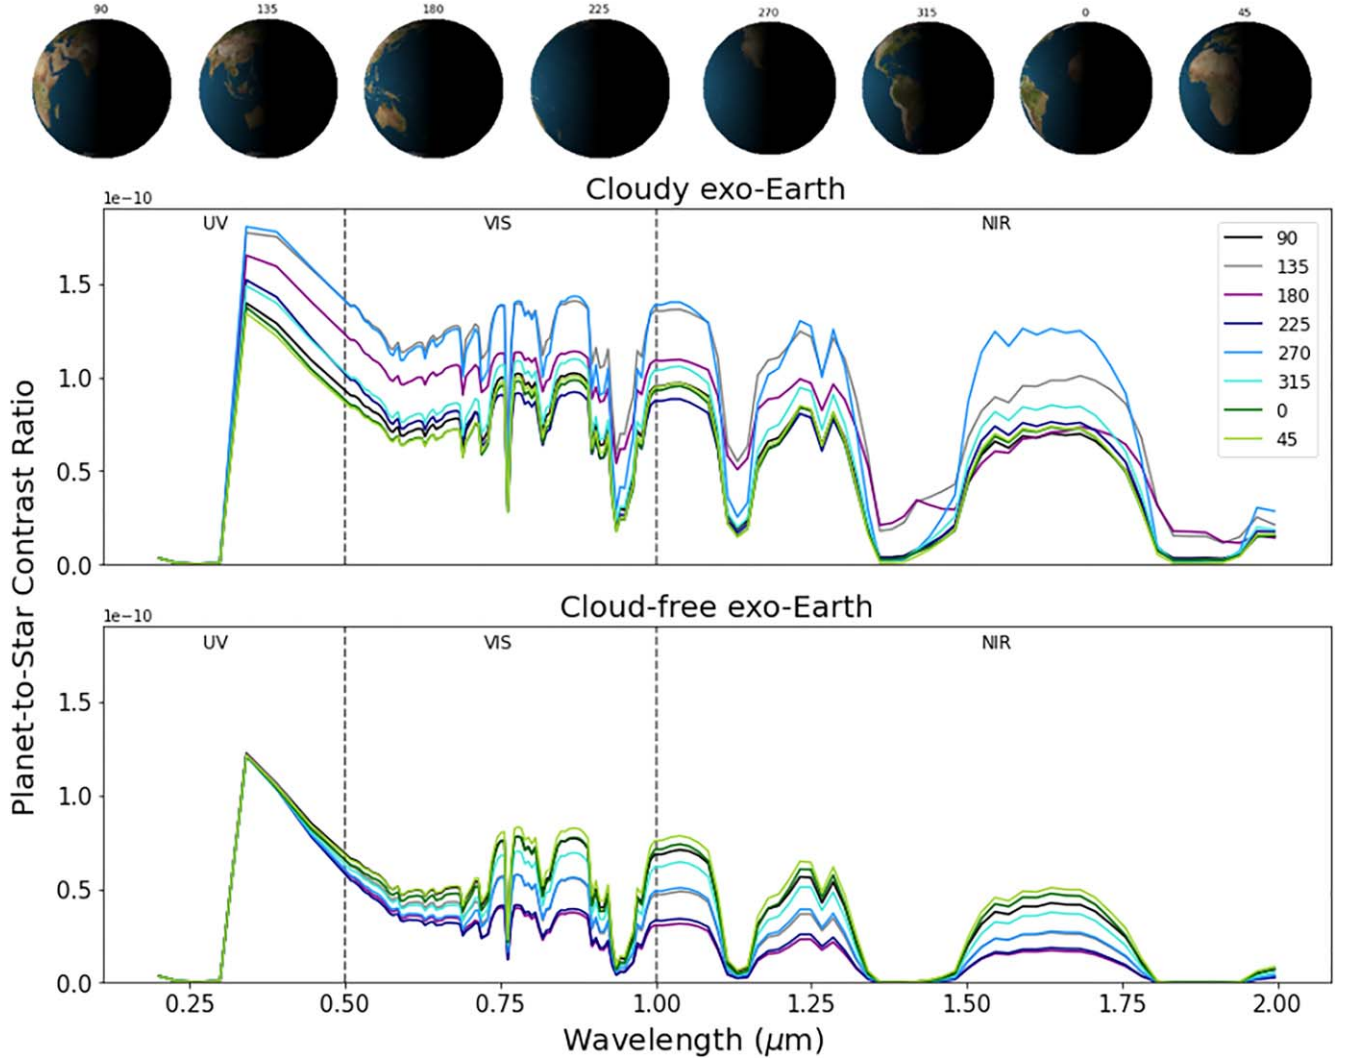 90 135 180 225 270 315 0 45
Cloudy exo-Earth
1e−10
UV VIS NIR
1.5
1.0
0.5
0.0
90
135
180
225
270
315
0
45
Planet-to-Star Contrast Ratio
Cloud-free exo-Earth
1e−10
UV VIS NIR
1.5
1.0
0.5
0.0
0.25 0.50 0.75 1.00 1.25 1.50 1.75 2.00
Wavelength (μm)